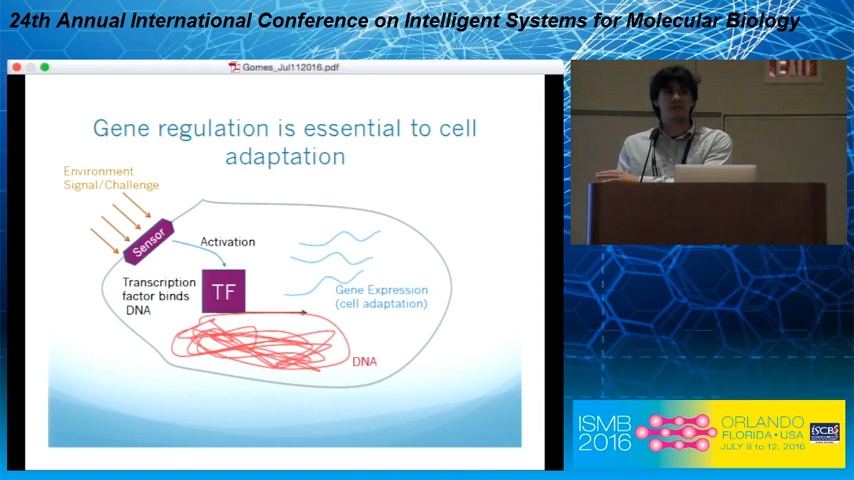 24th Annual International Conference on Intelligent Systems for Molecular Biology
Gomes_Jul112016.pdf
Gene regulation is essential to cell
adaptation
Environment
Signal/Challenge
Sensor
Activation
Transcription
factor binds
DNA
TF
Gene Expression
(cell adaptation)
DNA
ISMB
2016
ORLANDO
FLORIDA • USA
JULY 8 to 12, 2016
ISCB